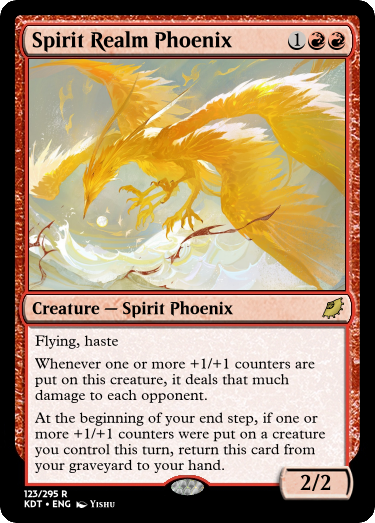 Spirit Realm Phoenix 1
Creature — Spirit Phoenix
Flying, haste
Whenever one or more +1/+1 counters are
put on this creature, it deals that much
damage to each opponent.
At the beginning of your end step, if one or
more +1/+1 counters were put on a creature
you control this turn, return this card from
your graveyard to your hand.
2/2
123/295 R
KDT • ENG Yishu